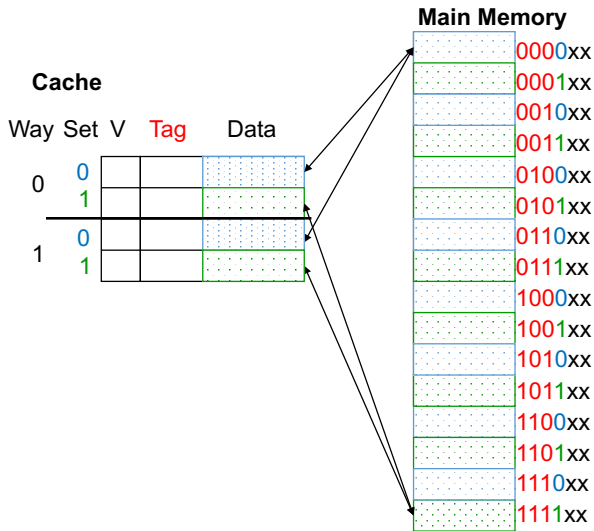 Main Memory
0000xx
0001xx
0010xx
0011xx
0100xx
0101xx
0110xx
0111xx
1000xx
1001xx
1010xx
1011xx
1100xx
1101xx
1110xx
1111xx
Cache
Way Set V Tag Data
0
0
1
1
0
1